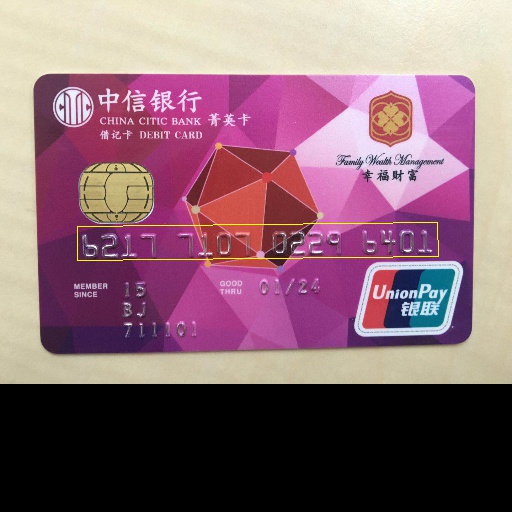 中信银行
CHINA CITIC BANK 菁英卡
借记卡 DEBIT CARD
Family Wealth Management
幸福财富
6217 7107 0229 6401
MEMBER SINCE 15
GOOD THRU 01/24
BJ
711101
UnionPay
银联